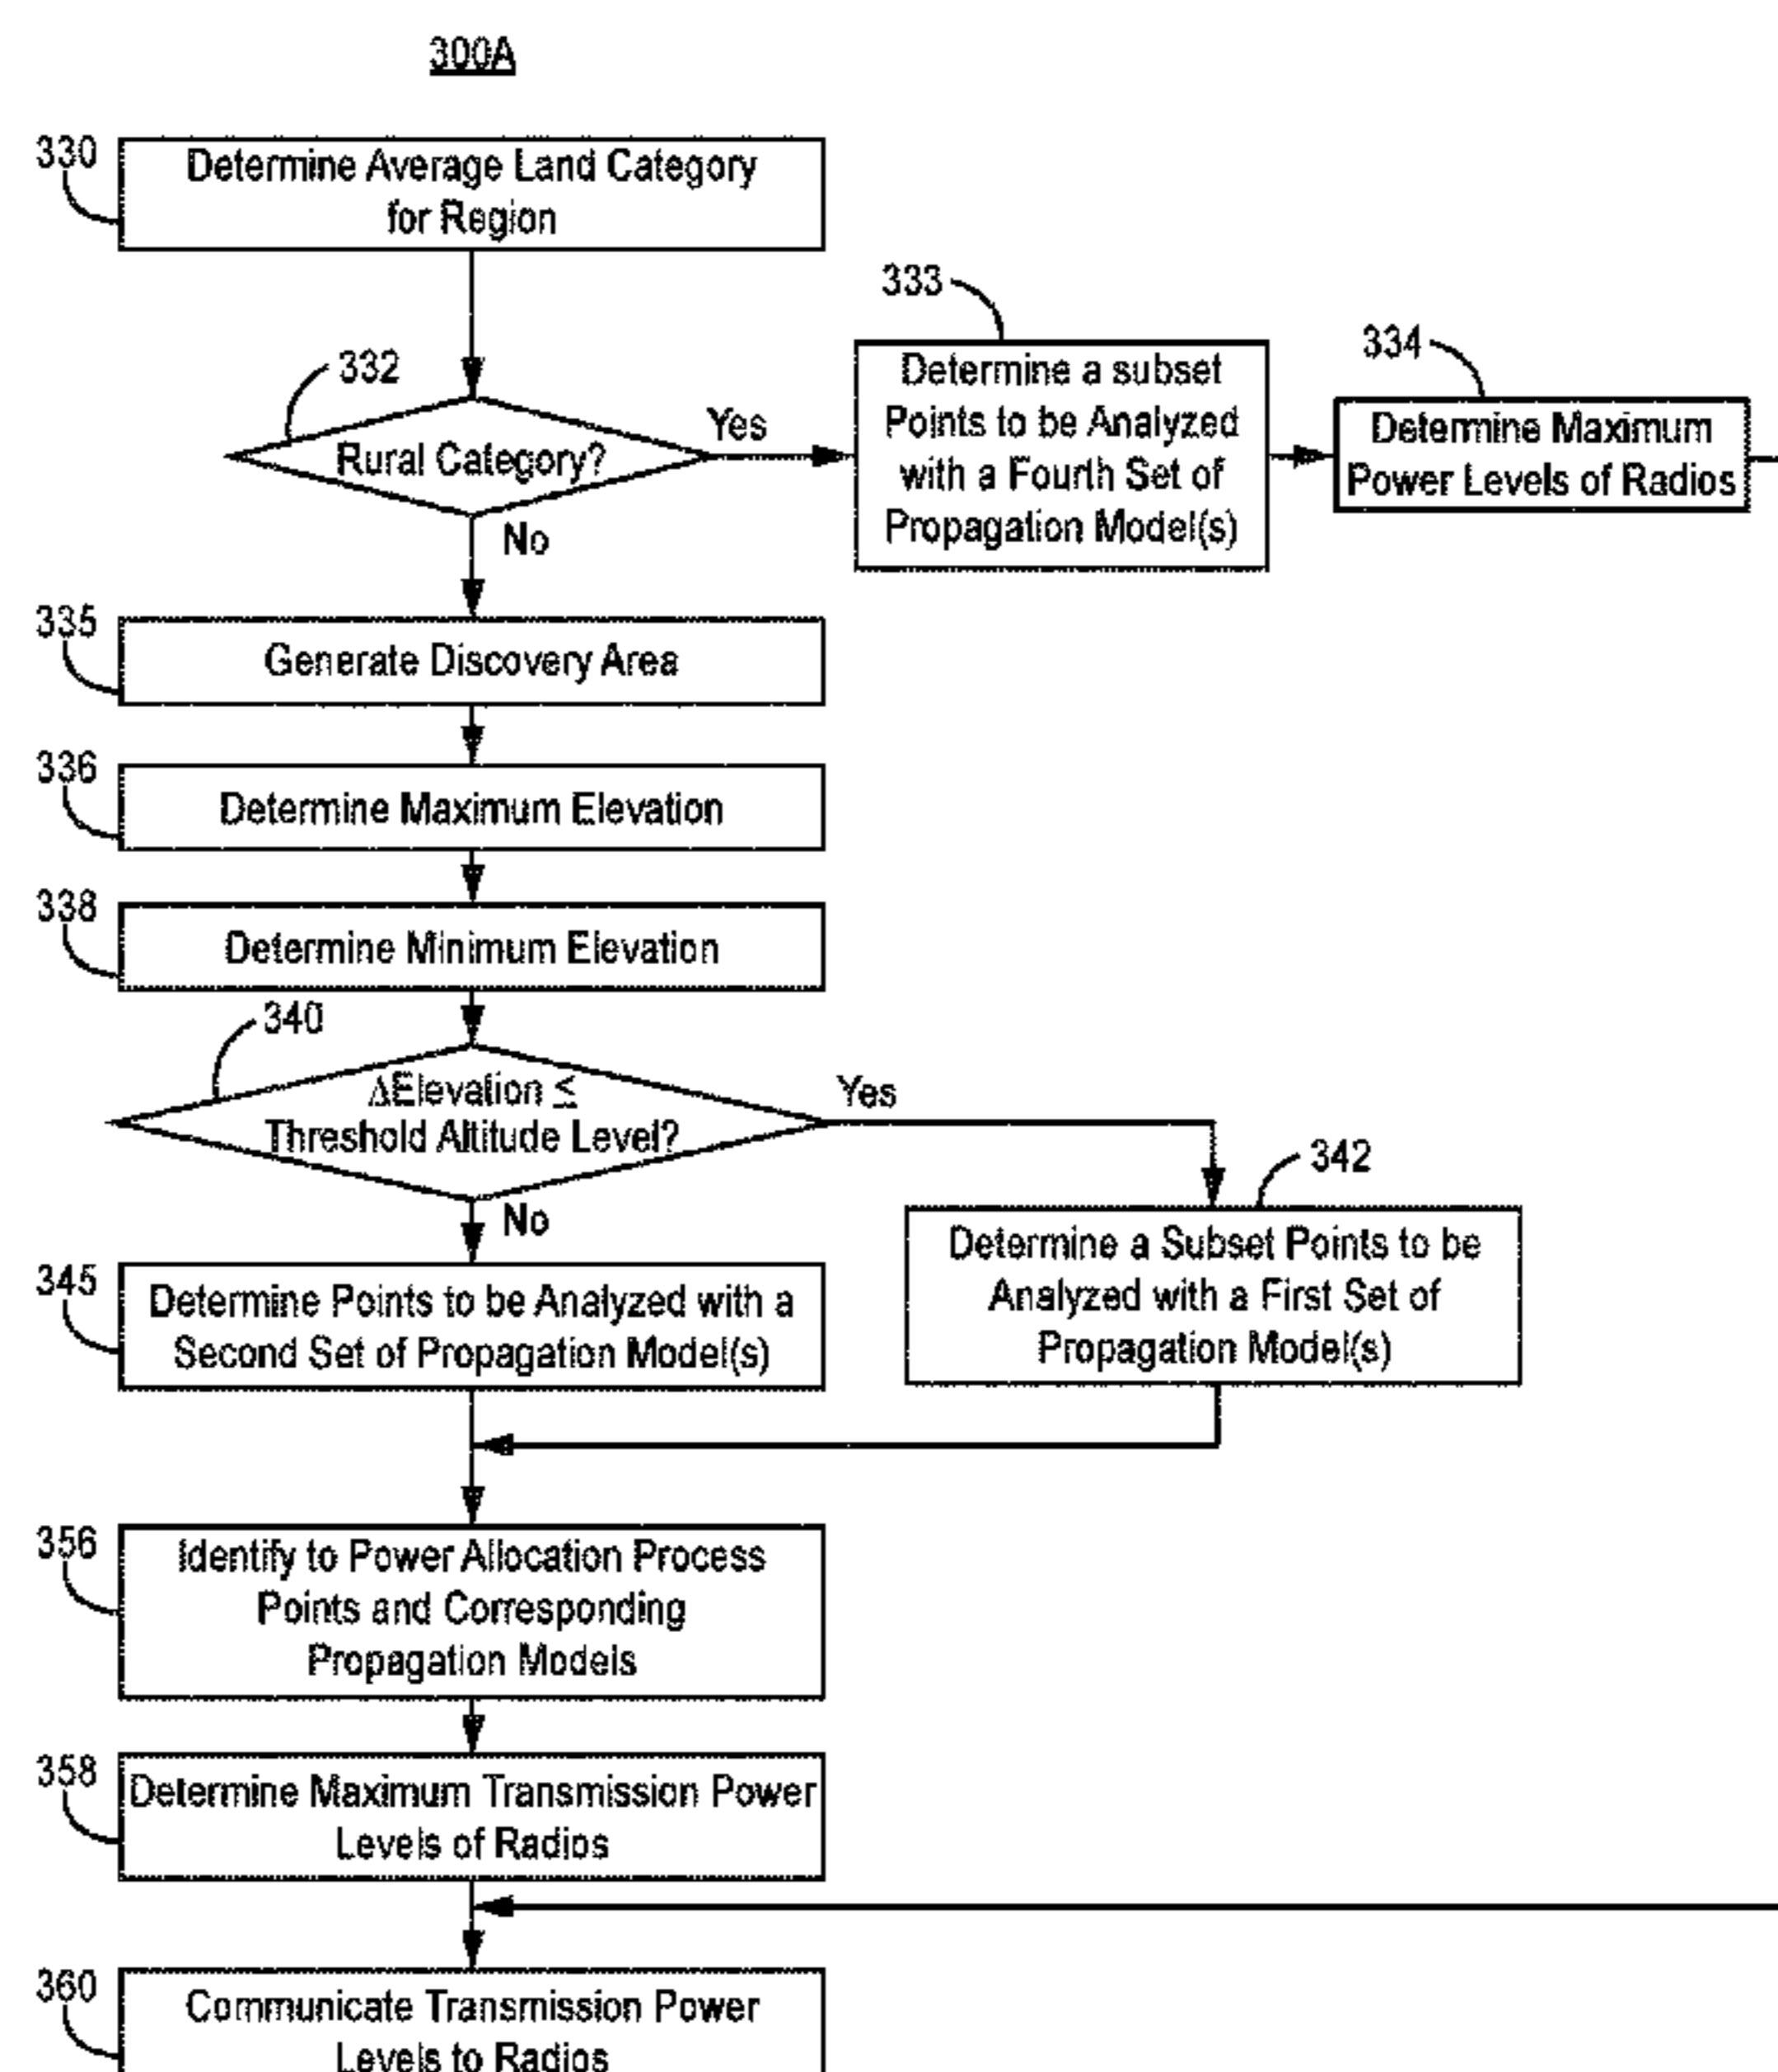 300A
330
Determine Average Land Category
for Region
332
Rural Category?
Yes
No
333
Determine a subset
Points to be Analyzed
with a Fourth Set of
Propagation Model(s)
334
Determine Maximum
Power Levels of Radios
335
Generate Discovery Area
336
Determine Maximum Elevation
338
Determine Minimum Elevation
340
ΔElevation ≤
Threshold Altitude Level?
Yes
No
342
Determine a Subset Points to be
Analyzed with a First Set of
Propagation Model(s)
345
Determine Points to be Analyzed with a
Second Set of Propagation Model(s)
356
Identify to Power Allocation Process
Points and Corresponding
Propagation Models
358
Determine Maximum Transmission Power
Levels of Radios
360
Communicate Transmission Power
Levels to Radios